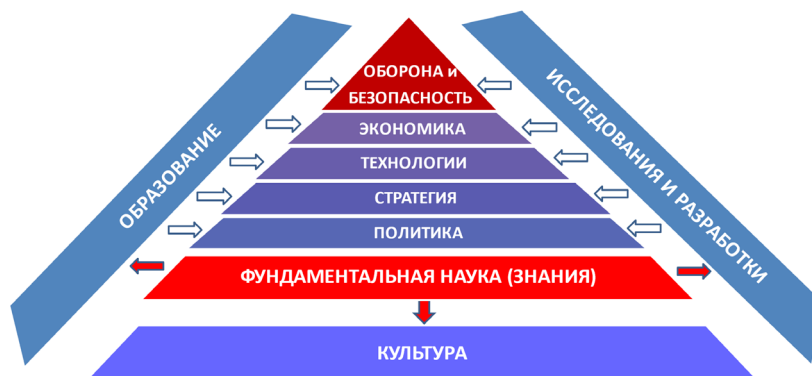 ОБРАЗОВАНИЕ
ОБОРОНА и
БЕЗОПАСНОСТЬ
ЭКОНОМИКА
ТЕХНОЛОГИИ
СТРАТЕГИЯ
ПОЛИТИКА
ФУНДАМЕНТАЛЬНАЯ НАУКА (ЗНАНИЯ)
КУЛЬТУРА
ИССЛЕДОВАНИЯ И РАЗРАБОТКИ